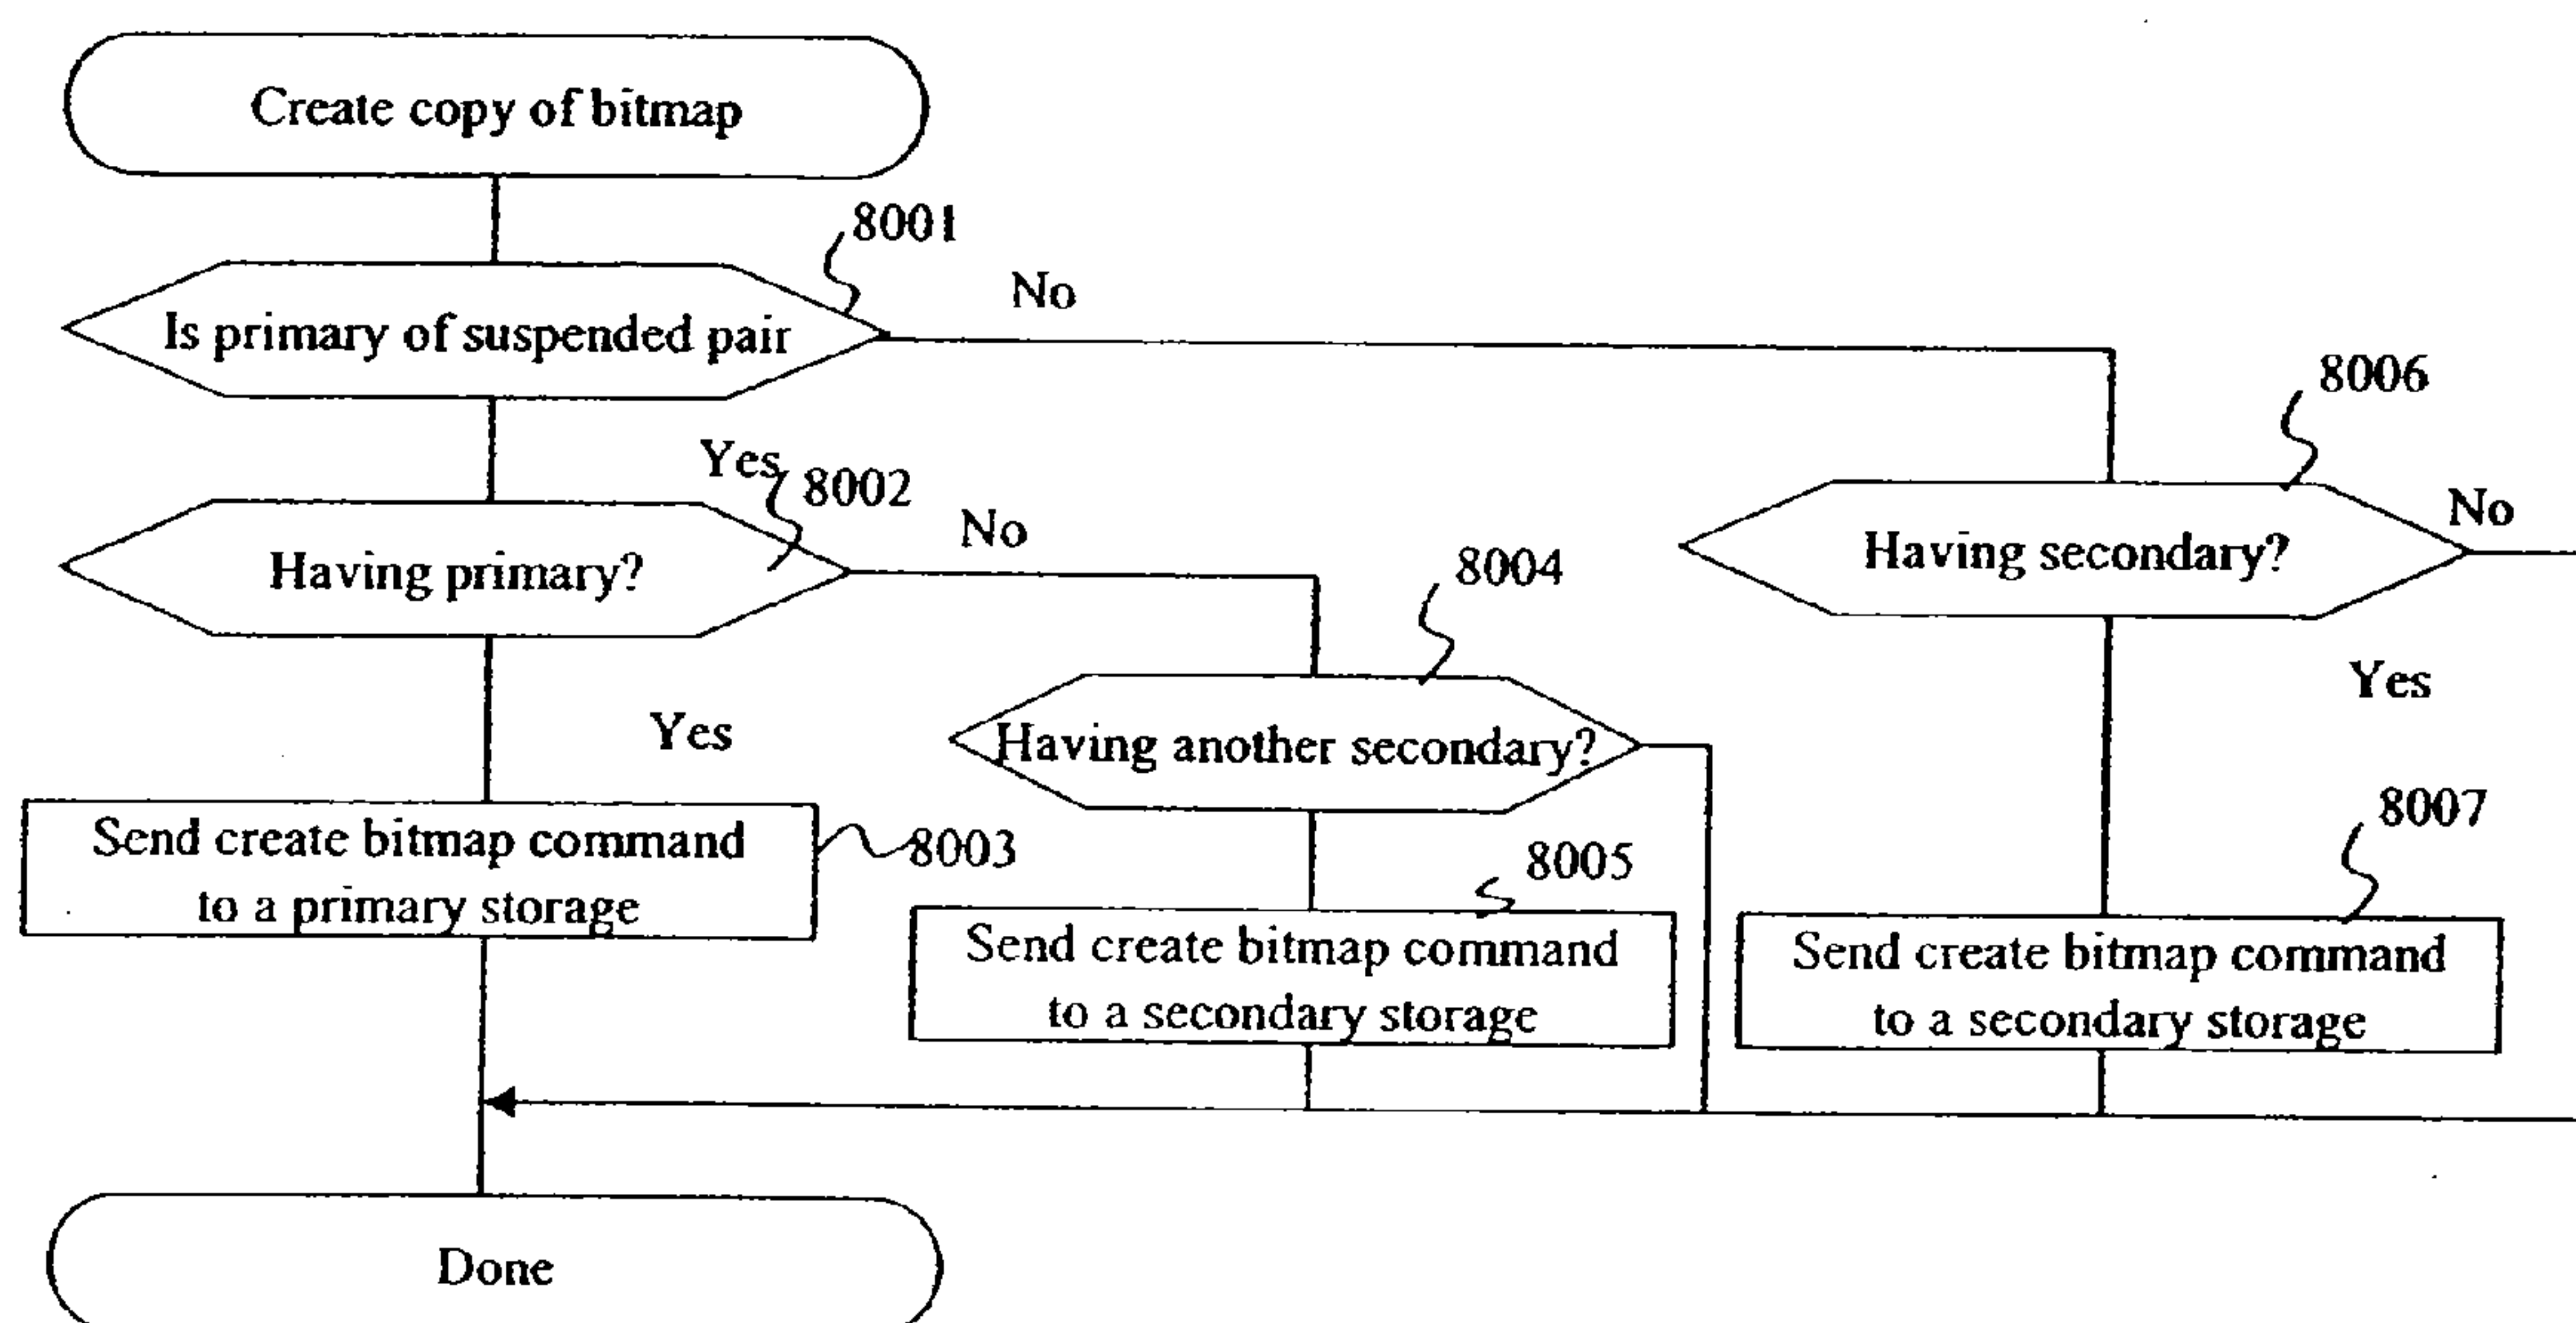 Create copy of bitmap
8001
No
Is primary of suspended pair
8006
Yes
8002
No
No
Having primary?
8004
Having secondary?
Yes
Yes
Having another secondary?
8007
Send create bitmap command
to a primary storage
8003
8005
Send create bitmap command
to a secondary storage
Send create bitmap command
to a secondary storage
Done